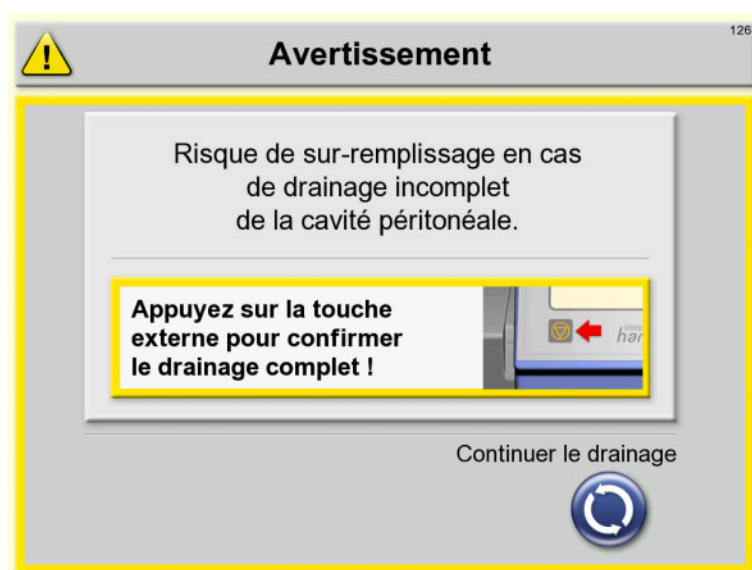 126
Avertissement
Risque de sur-remplissage en cas
de drainage incomplet
de la cavité péritonéale.
Appuyez sur la touche
externe pour confirmer
le drainage complet !
Continuer le drainage